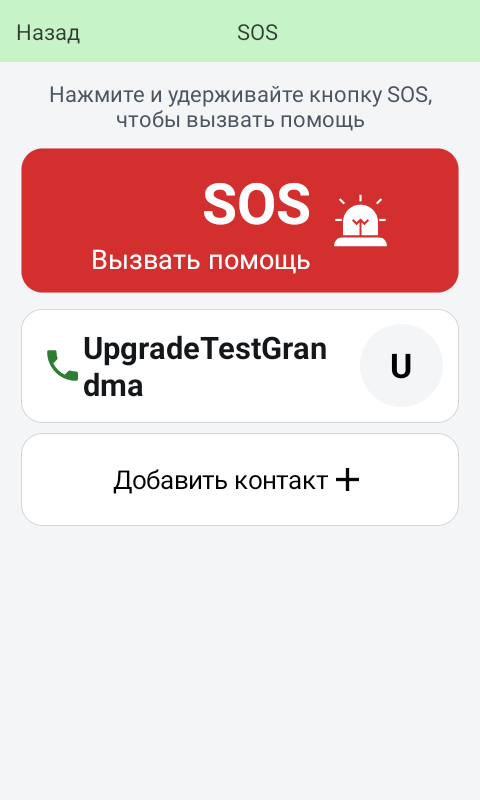 Назад
SOS
Нажмите и удерживайте кнопку SOS,
чтобы вызвать помощь
SOS
Вызвать помощь
UpgradeTestGran
dma
U
Добавить контакт